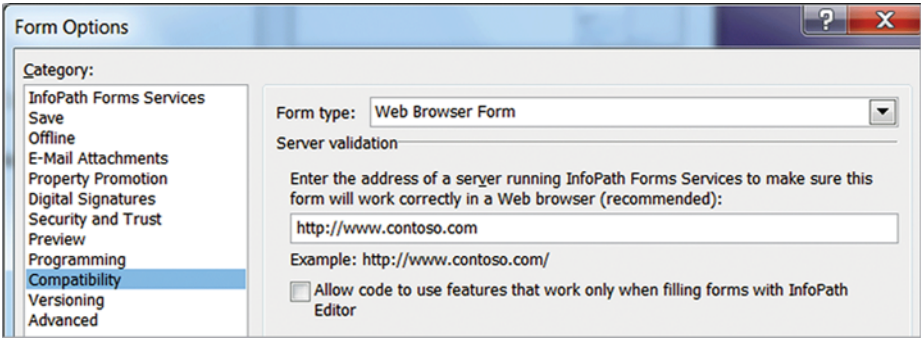 Form Options
?
X
Category:
InfoPath Forms Services
Save
Offline
E-Mail Attachments
Property Promotion
Digital Signatures
Security and Trust
Preview
Programming
Compatibility
Versioning
Advanced
Form type: Web Browser Form
Server validation
Enter the address of a server running InfoPath Forms Services to make sure this
form will work correctly in a Web browser (recommended):
http://www.contoso.com
Example: http://www.contoso.com/
Allow code to use features that work only when filling forms with InfoPath
Editor